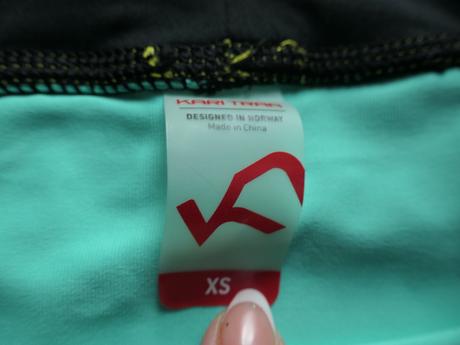 KARI TRAA
DESIGNED IN NORWAY
Made in China
XS